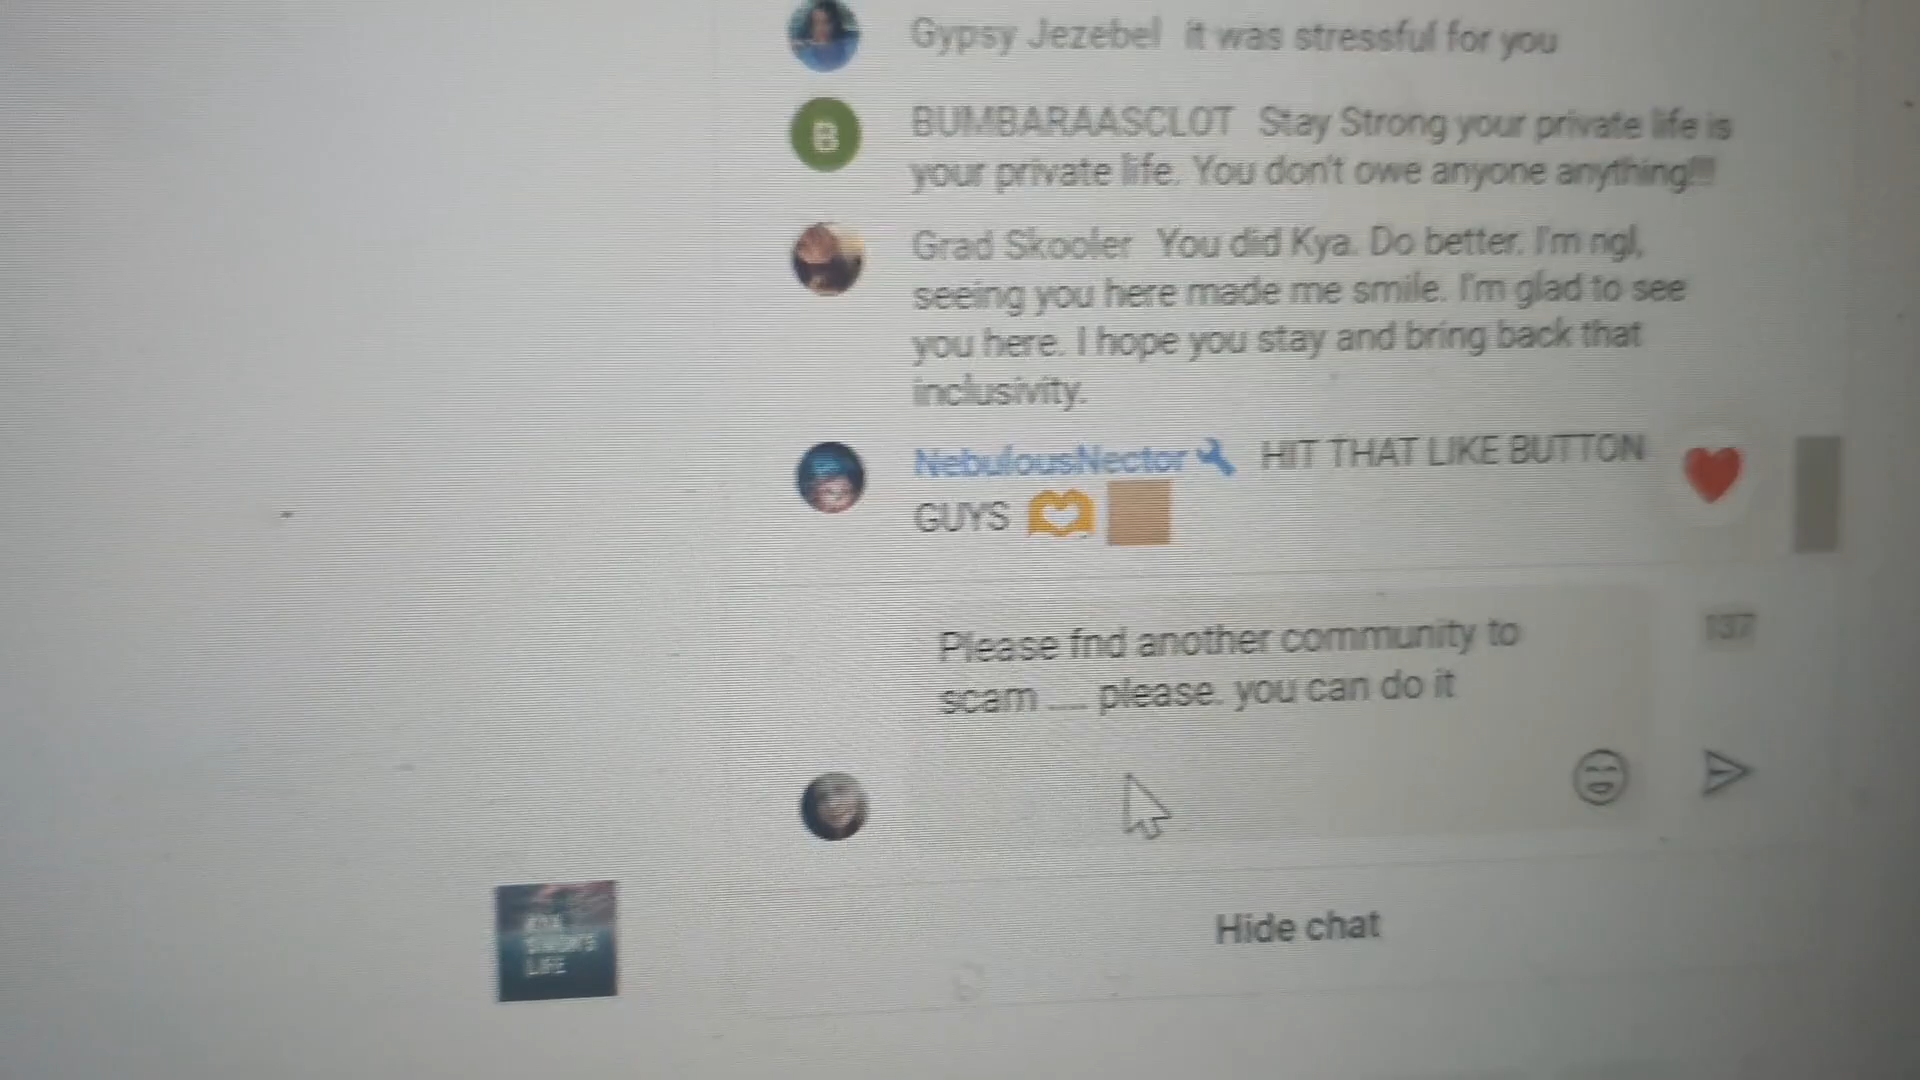 Gypsy Jezebel it was stressful for you
B
BUMBARAASCLOT Stay Strong your private life is
your private life. You don't owe anyone anything!!!
Grad Skooler You did Kya. Do better. I'm ngl,
seeing you here made me smile. I'm glad to see
you here. I hope you stay and bring back that
inclusivity.
NebulousNector HIT THAT LIKE BUTTON
GUYS
Please fnd another community to
scam .... please. you can do it
137
LIFE
Hide chat